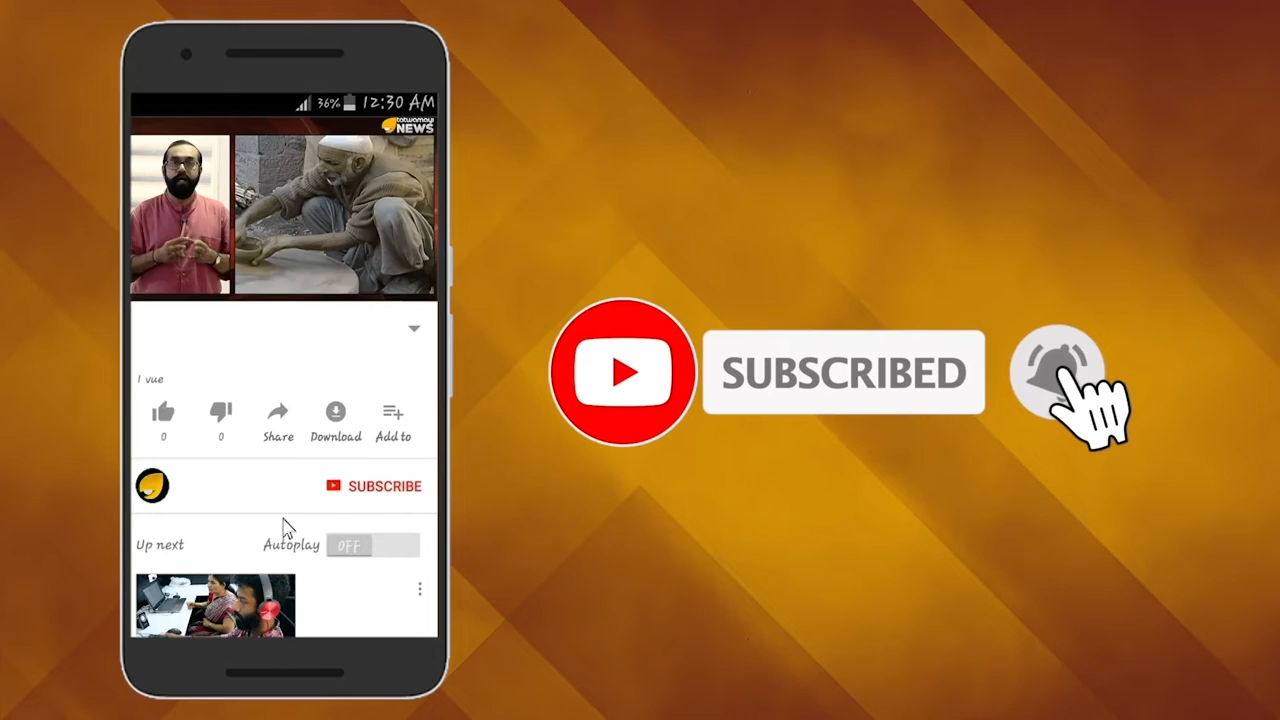 36% 12:30 AM
tatwamayi
NEWS
1 vue
0 0 Share Download Add to
SUBSCRIBE
Up next Autoplay OFF
SUBSCRIBED